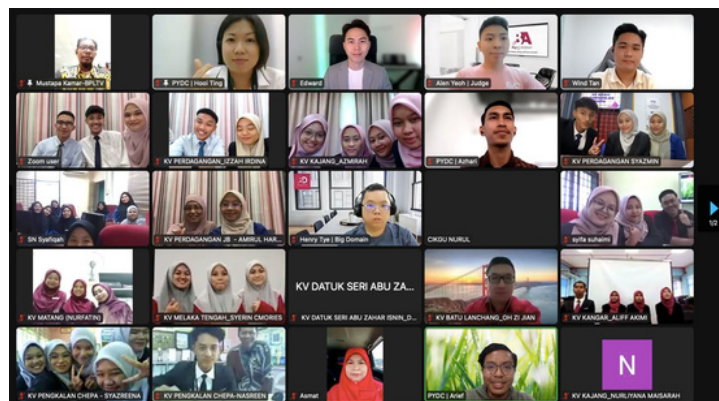 Mustapa Kamar-BPLTV
PYDC | Hooi Ting
Edward
BA
Alen Yeoh | Judge
Wind Tan
Zoom user
KV PERDAGANGAN_IZZAH IRDINA
KV KAJANG_AZMIRAH
PYDC | Azhari
KV PERDAGANGAN SYAZMIN
SN Syafiqah
KV PERDAGANGAN JB - AMIRUL HAR...
Henry Tye | Big Domain
CIKGU NURUL
syifa suhaimi
1/2
KV MATANG (NURFATIN)
KV MELAKA TENGAH_SYERIN CMORIES
KV DATUK SERI ABU ZA...
KV DATUK SERI ABU ZAHAR ISNIN_D...
KV BATU LANCHANG_OH ZI JIAN
KV KANGAR_ALIFF AKIMI
KV PENGKALAN CHEPA - SYAZREENA
KV PENGKALAN CHEPA-NASREEN
Asmat
PYDC | Arief
N
KV KAJANG_NURLIYANA MAISARAH